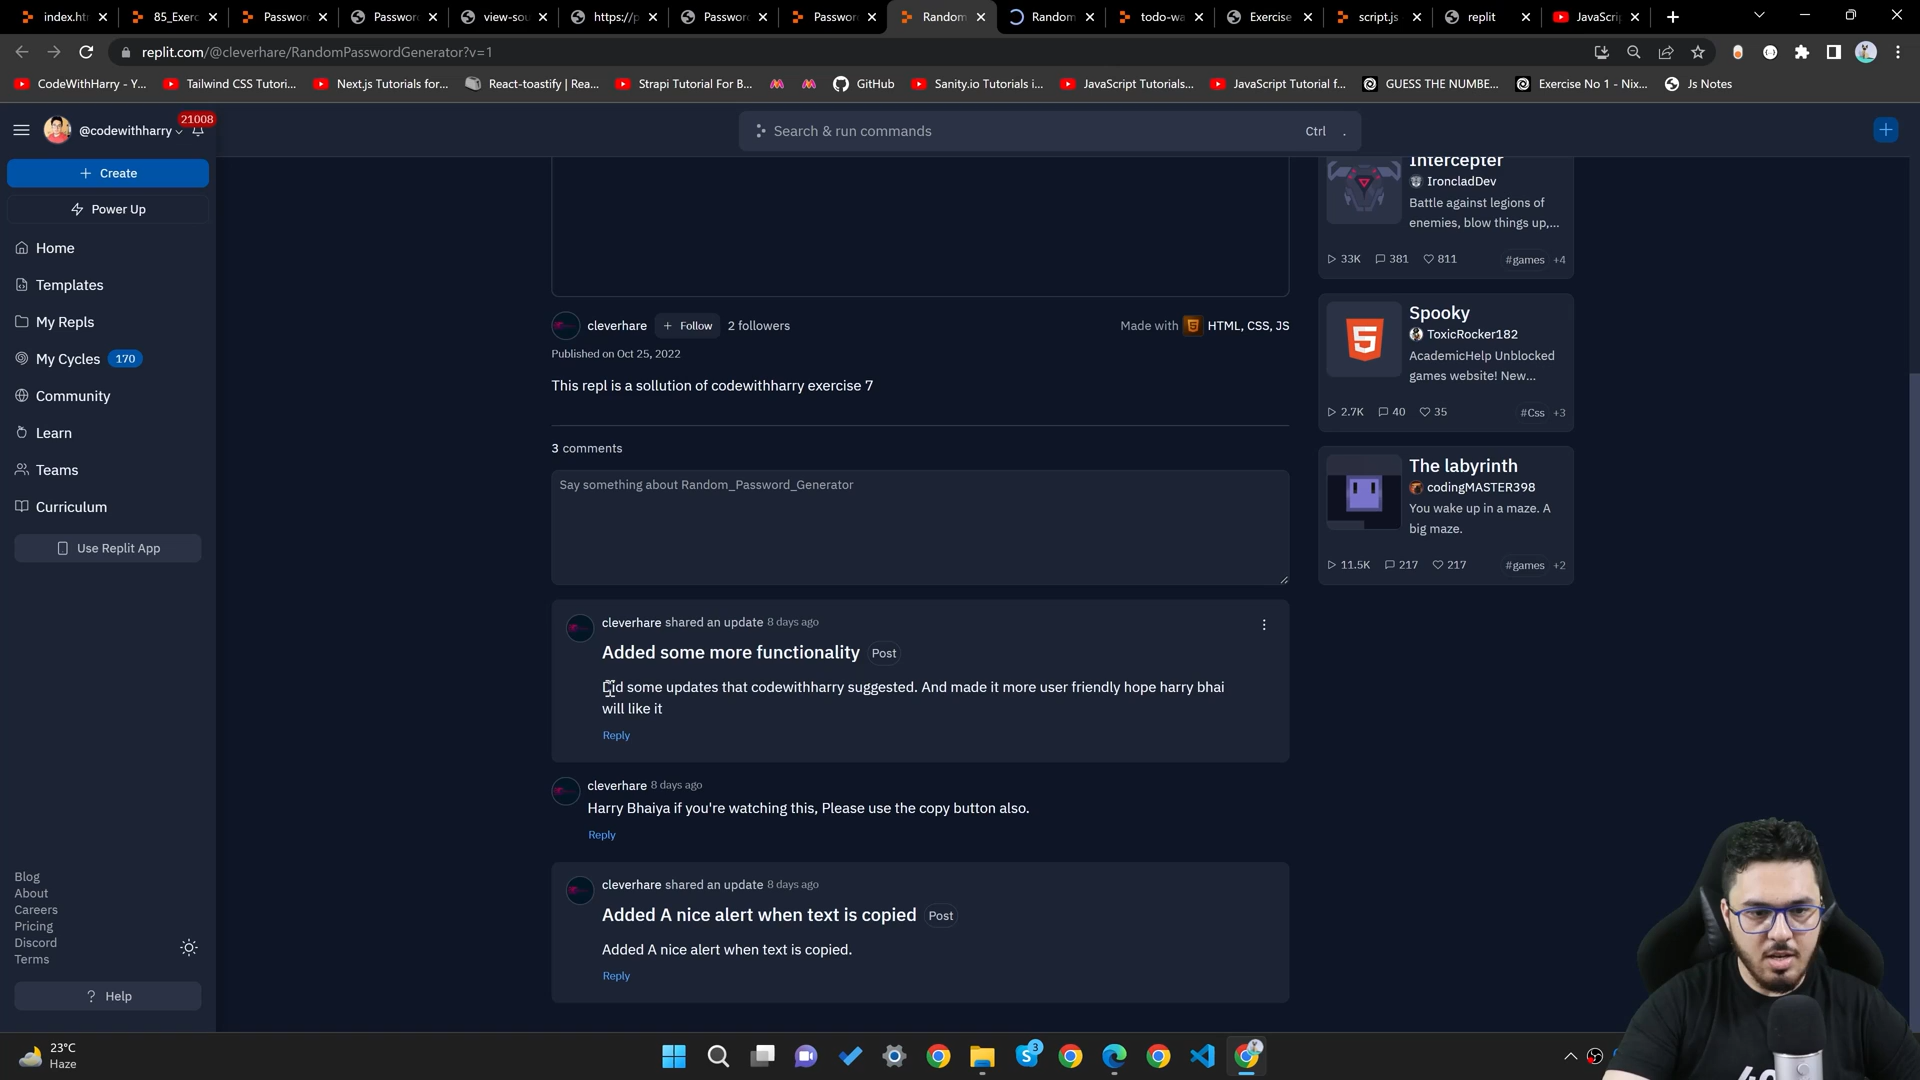 index.ht
85_Exerc
Password
Password
view-sou
https://p
Password
Password
Random
Random
todo-wa
Exercise
script.js
replit
JavaScri
replit.com/@cleverhare/RandomPasswordGenerator?v=1
CodeWithHarry - Y...
Tailwind CSS Tutori...
Next.js Tutorials for...
React-toastify | Rea...
Strapi Tutorial For B...
GitHub
Sanity.io Tutorials i...
JavaScript Tutorials...
JavaScript Tutorial f...
GUESS THE NUMBE...
Exercise No 1 - Nix...
Js Notes
@codewithharry
21008
Search & run commands
Ctrl .
Create
Power Up
Home
Templates
My Repls
My Cycles 170
Community
Learn
Teams
Curriculum
Use Replit App
Blog
About
Careers
Pricing
Discord
Terms
? Help
cleverhare
+ Follow
2 followers
Made with HTML, CSS, JS
Published on Oct 25, 2022
This repl is a sollution of codewithharry exercise 7
3 comments
Say something about Random_Password_Generator
cleverhare shared an update 8 days ago
Added some more functionality Post
Did some updates that codewithharry suggested. And made it more user friendly hope harry bhai
will like it
Reply
cleverhare 8 days ago
Harry Bhaiya if you're watching this, Please use the copy button also.
Reply
cleverhare shared an update 8 days ago
Added A nice alert when text is copied Post
Added A nice alert when text is copied.
Reply
Intercepter
IroncladDev
Battle against legions of
enemies, blow things up,...
33K 381 811 #games +4
Spooky
ToxicRocker182
AcademicHelp Unblocked
games website! New...
2.7K 40 35 #Css +3
The labyrinth
codingMASTER398
You wake up in a maze. A
big maze.
11.5K 217 217 #games +2
23°C
Haze
3